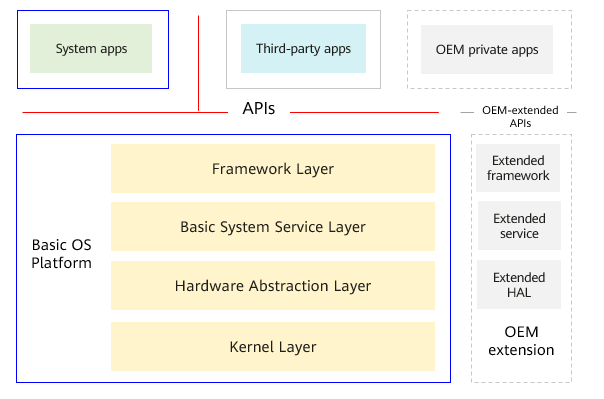 System apps
Third-party apps
OEM private apps
APIs
OEM-extended
APIs
Basic OS
Platform
Framework Layer
Basic System Service Layer
Hardware Abstraction Layer
Kernel Layer
Extended
framework
Extended
service
Extended
HAL
OEM
extension